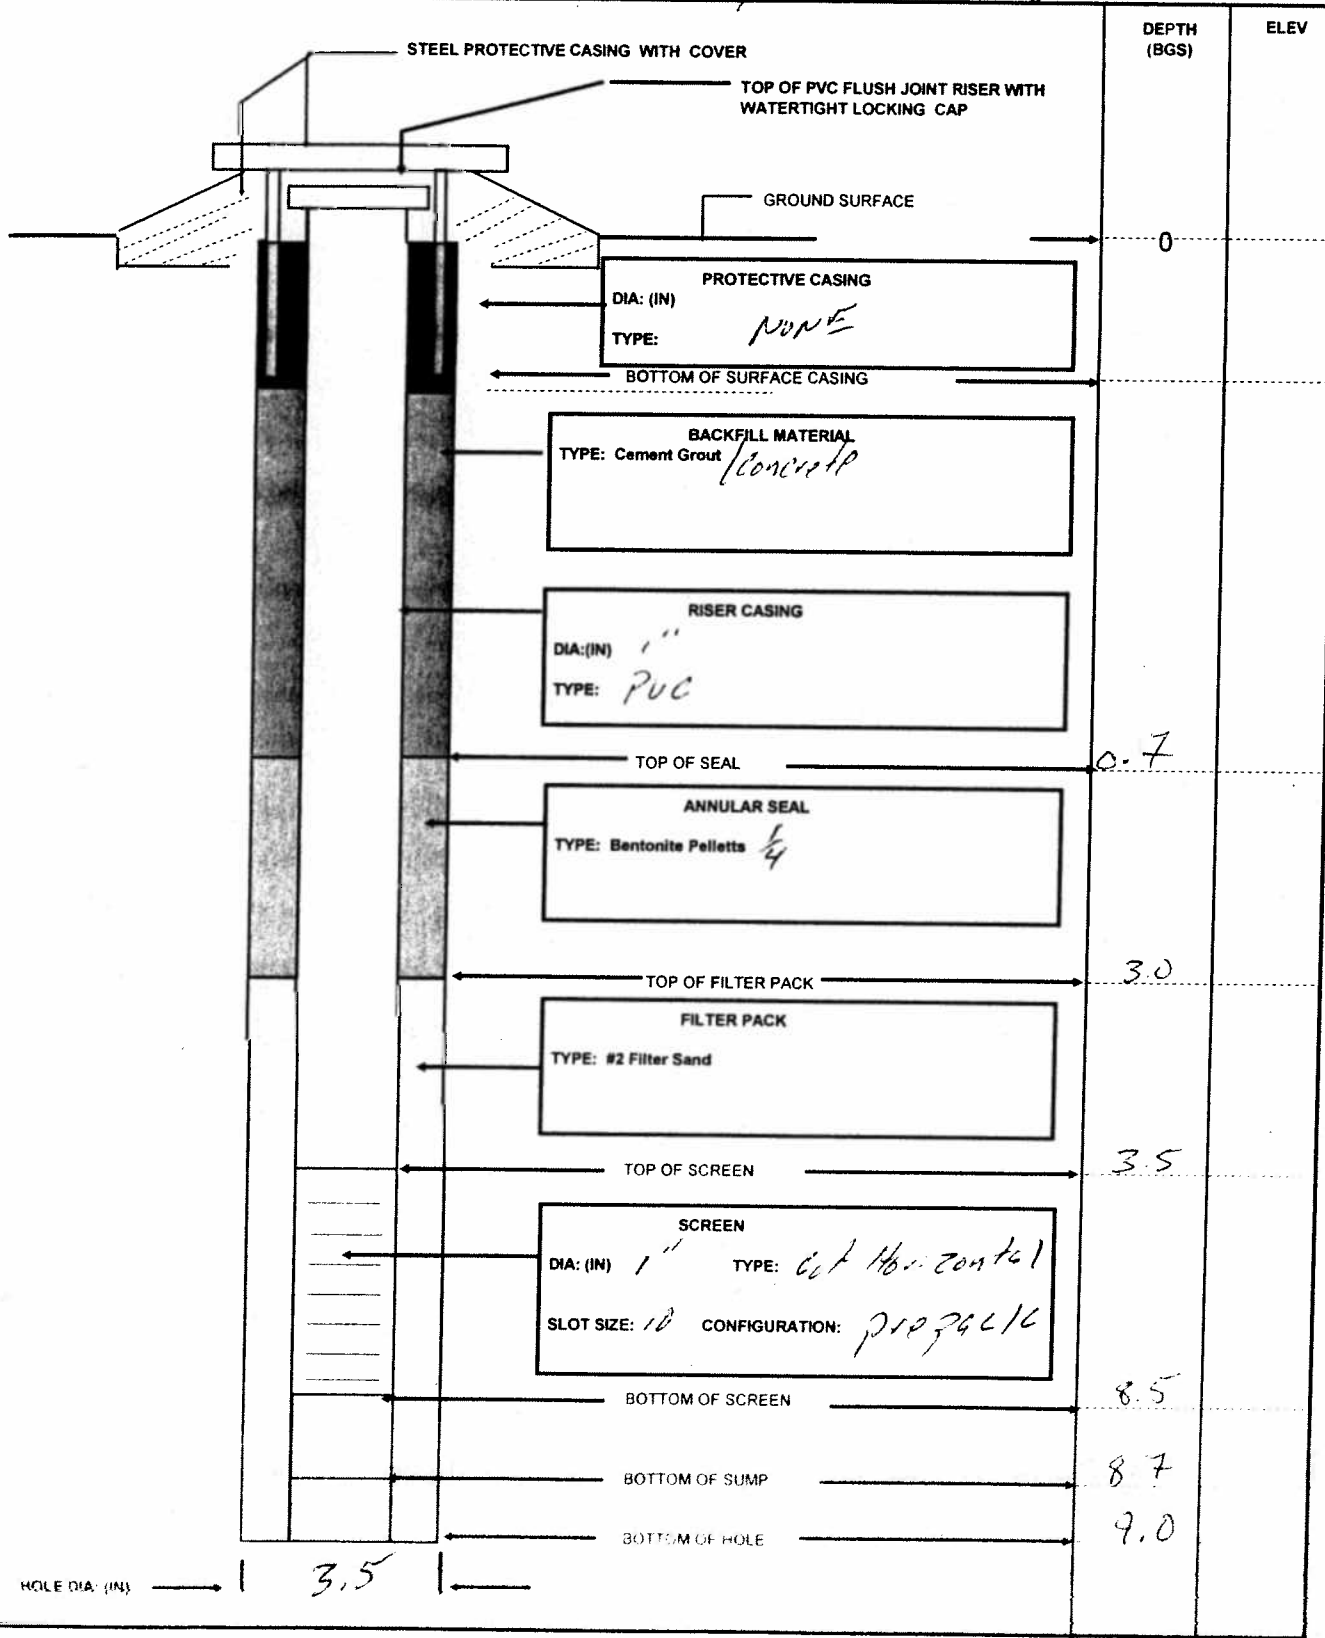 DEPTH
(BGS)
ELEV
STEEL PROTECTIVE CASING WITH COVER
TOP OF PVC FLUSH JOINT RISER WITH
WATERTIGHT LOCKING CAP
GROUND SURFACE
0
PROTECTIVE CASING
DIA: (IN)
TYPE: NONE
BOTTOM OF SURFACE CASING
BACKFILL MATERIAL
TYPE: Cement Grout /Concrete
RISER CASING
DIA:(IN) 1"
TYPE: PVC
TOP OF SEAL 0.7
ANNULAR SEAL
TYPE: Bentonite Pelletts 1/4
TOP OF FILTER PACK 3.0
FILTER PACK
TYPE: #2 Filter Sand
TOP OF SCREEN 3.5
SCREEN
DIA: (IN) 1" TYPE: Cut Horizontal
SLOT SIZE: 10 CONFIGURATION: prepack
BOTTOM OF SCREEN 8.5
BOTTOM OF SUMP 8.7
BOTTOM OF HOLE 9.0
HOLE DIA: (IN) 3.5